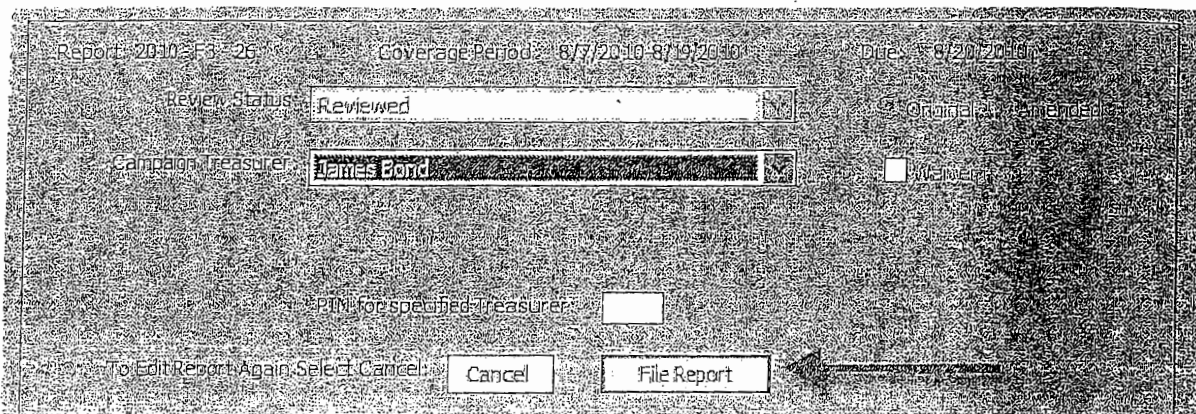 Report: 2010 - F3 - 26 Coverage Period: 8/7/2010-8/19/2010 Due: 8/20/2010
Review Status: Reviewed Original Amended
Campaign Treasurer: James Bond Waiver
PIN for specified Treasurer:
To Edit Report Again Select Cancel: Cancel File Report